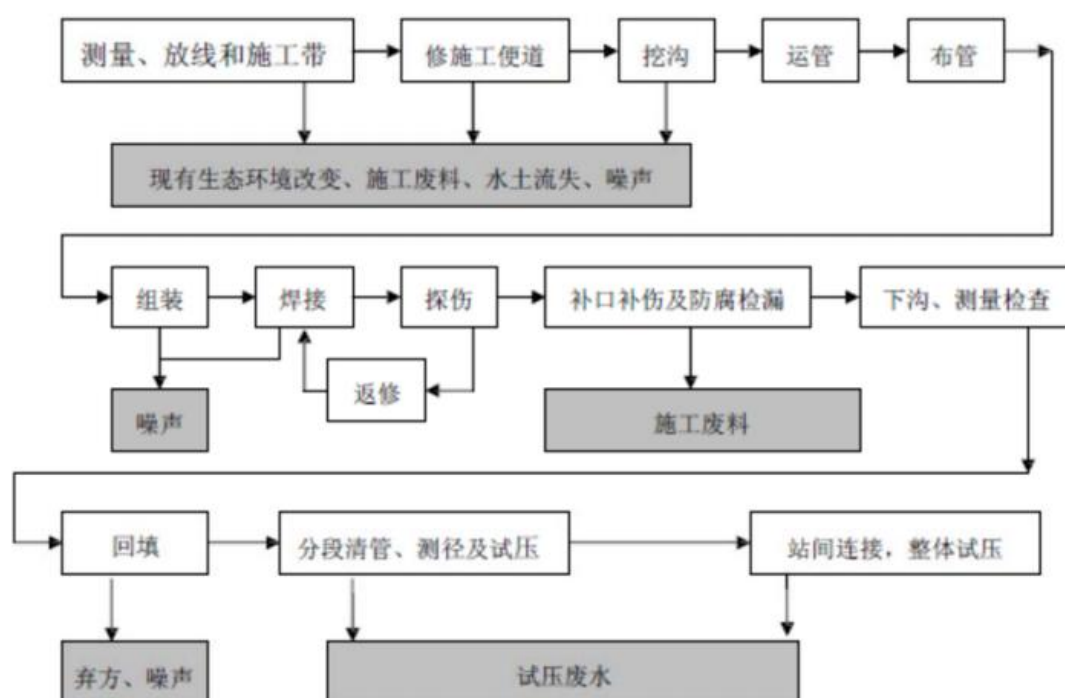 测量、放线和施工带
修施工便道
挖沟
运管
布管
现有生态环境改变、施工废料、水土流失、噪声
组装
焊接
探伤
补口补伤及防腐检漏
下沟、测量检查
返修
噪声
施工废料
回填
分段清管、测径及试压
站间连接，整体试压
弃方、噪声
试压废水